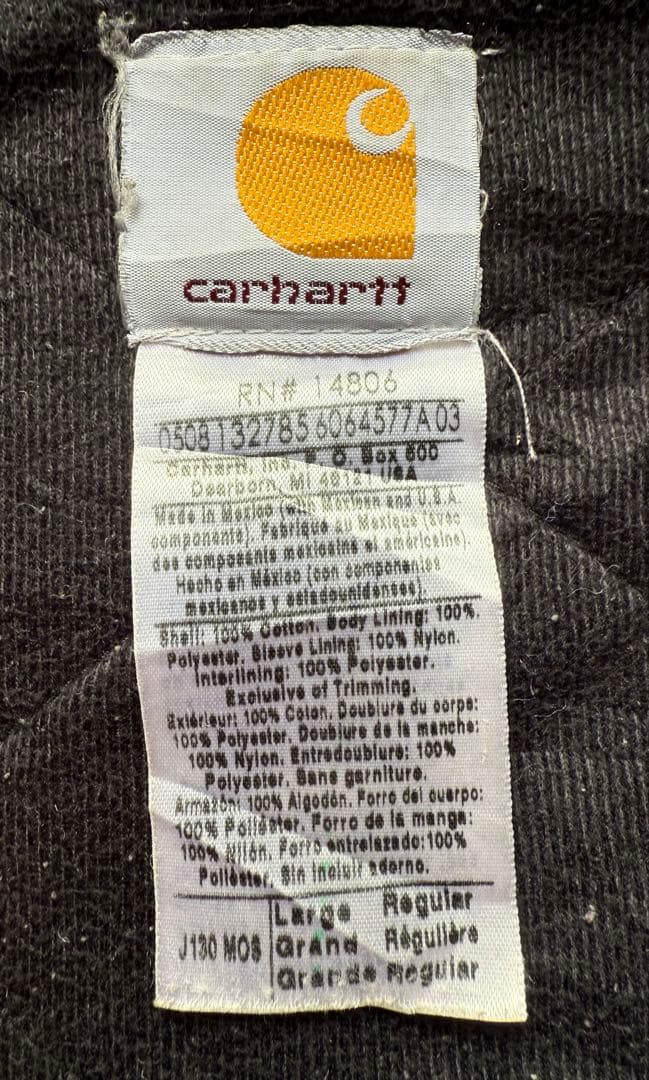 carhartt
RN# 14806
0508132785606457 7A 03
Carhartt, Inc. P. O. Box 600
Dearborn, MI 48121 USA
Made in Mexico (with Mexican and U.S.A.
componente). Fabriqué au Mexique (avec
des composants mexicains et américains).
Hecho en México (con componentes
mexicanos y estadounidenses).
Shell: 100% Cotton. Body Lining: 100%
Polyester. Sleeve Lining: 100% Nylon.
Interlining: 100% Polyester.
Exclusive of Trimming.
Extérieur: 100% Coton. Doublure du corps:
100% Polyester. Doublure de la manche:
100% Nylon. Entredoublure: 100%
Polyester. Sans garniture.
Armazón: 100% Algodón. Forro del cuerpo:
100% Poliéster. Forro de la manga:
100% Nilón. Forro entrelazado:100%
Poliéster. Sin incluir adorno.
J130 MOS
Large Regular
Grand Régulière
Grande Regular